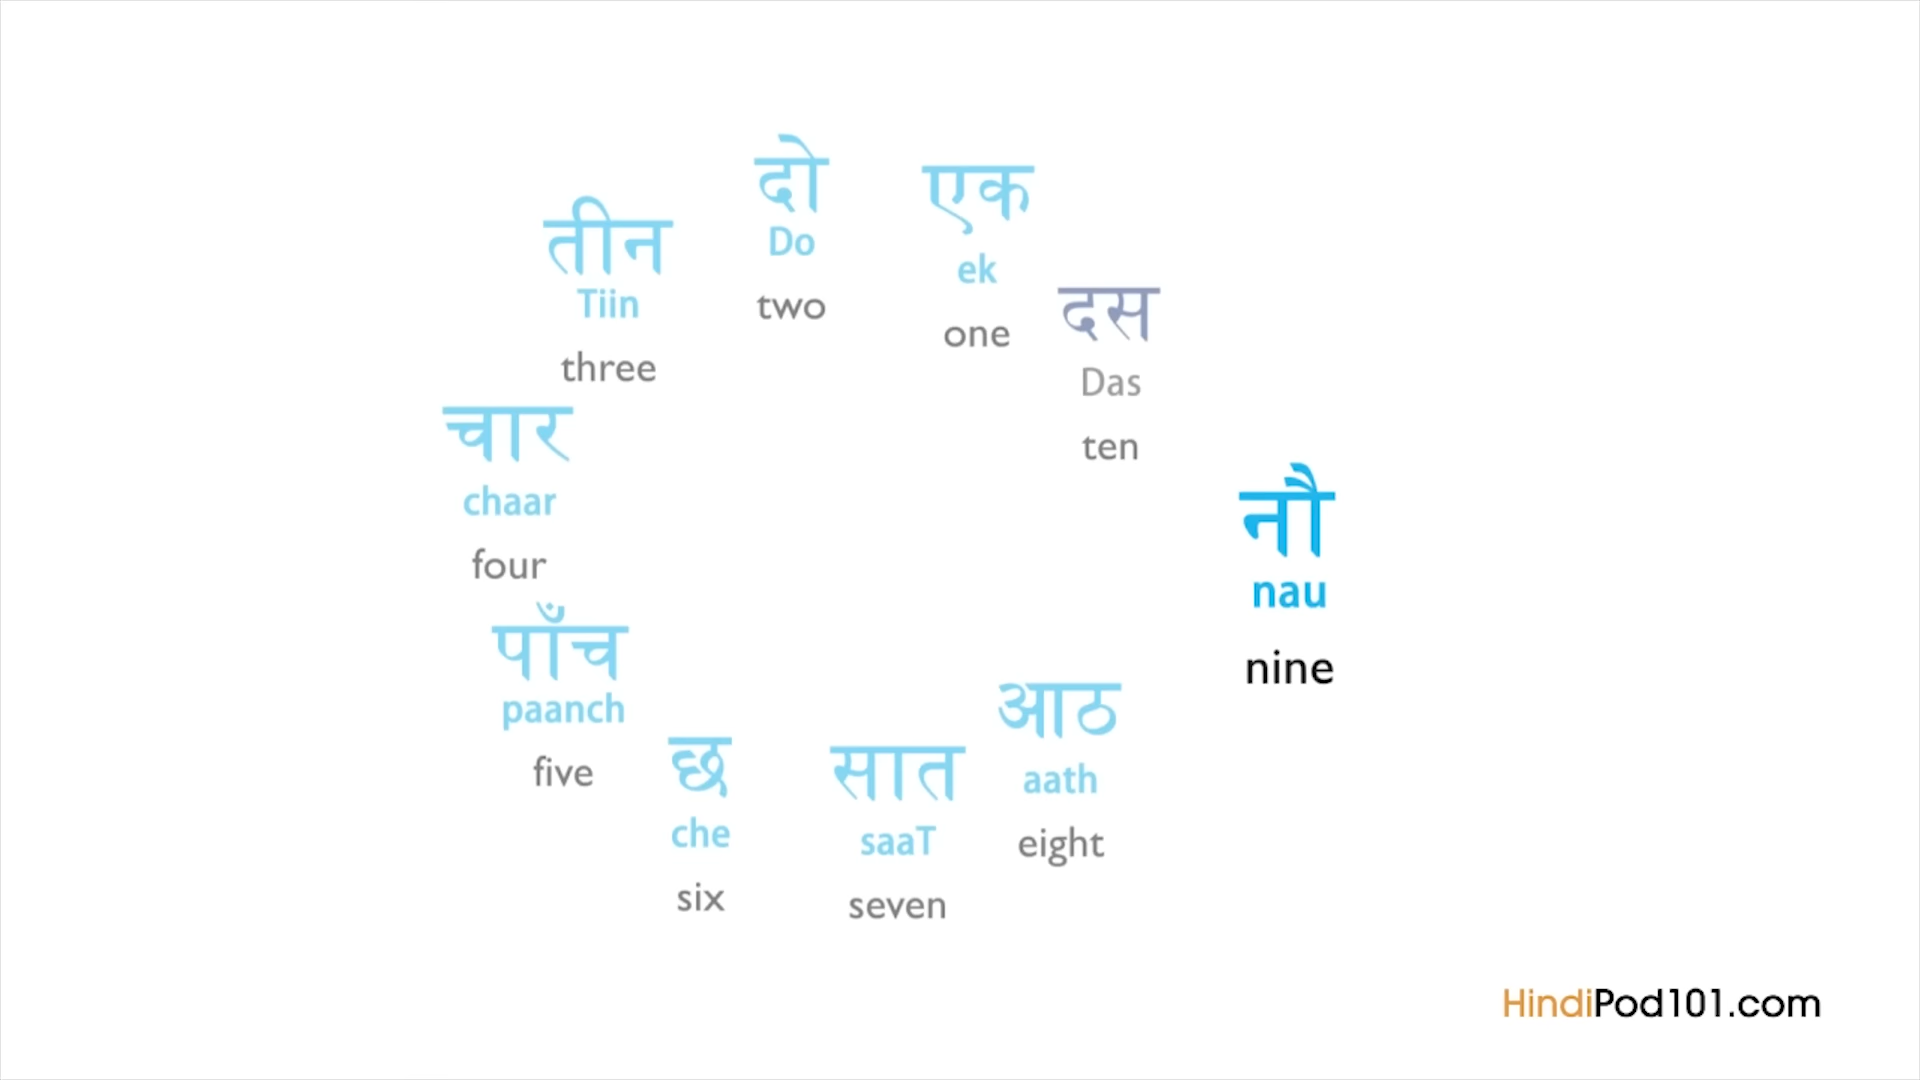 एक
ek
one
दो
Do
two
तीन
Tiin
three
चार
chaar
four
पाँच
paanch
five
छ
che
six
सात
saaT
seven
आठ
aath
eight
नौ
nau
nine
दस
Das
ten
HindiPod101.com